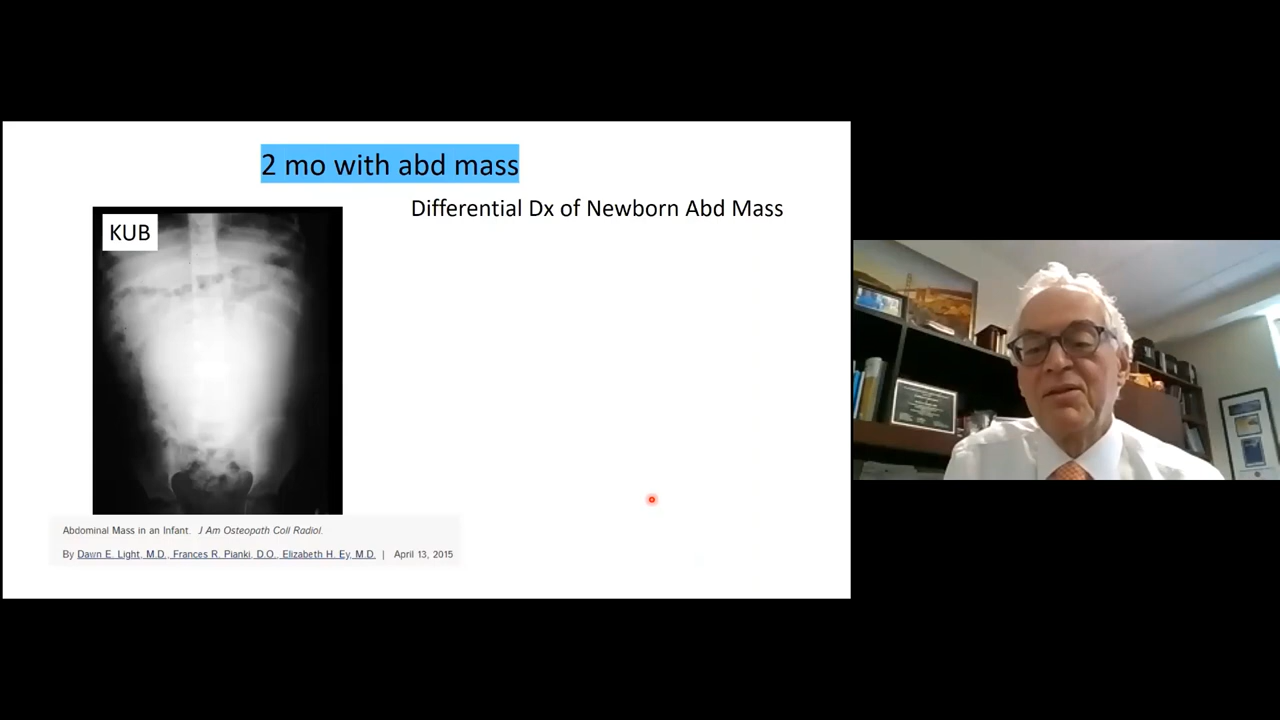 2 mo with abd mass
Differential Dx of Newborn Abd Mass
KUB
Abdominal Mass in an Infant. J Am Osteopath Coll Radiol.
By Dawn E. Light, M.D., Frances R. Pianki, D.O., Elizabeth H. Ey, M.D. | April 13, 2015